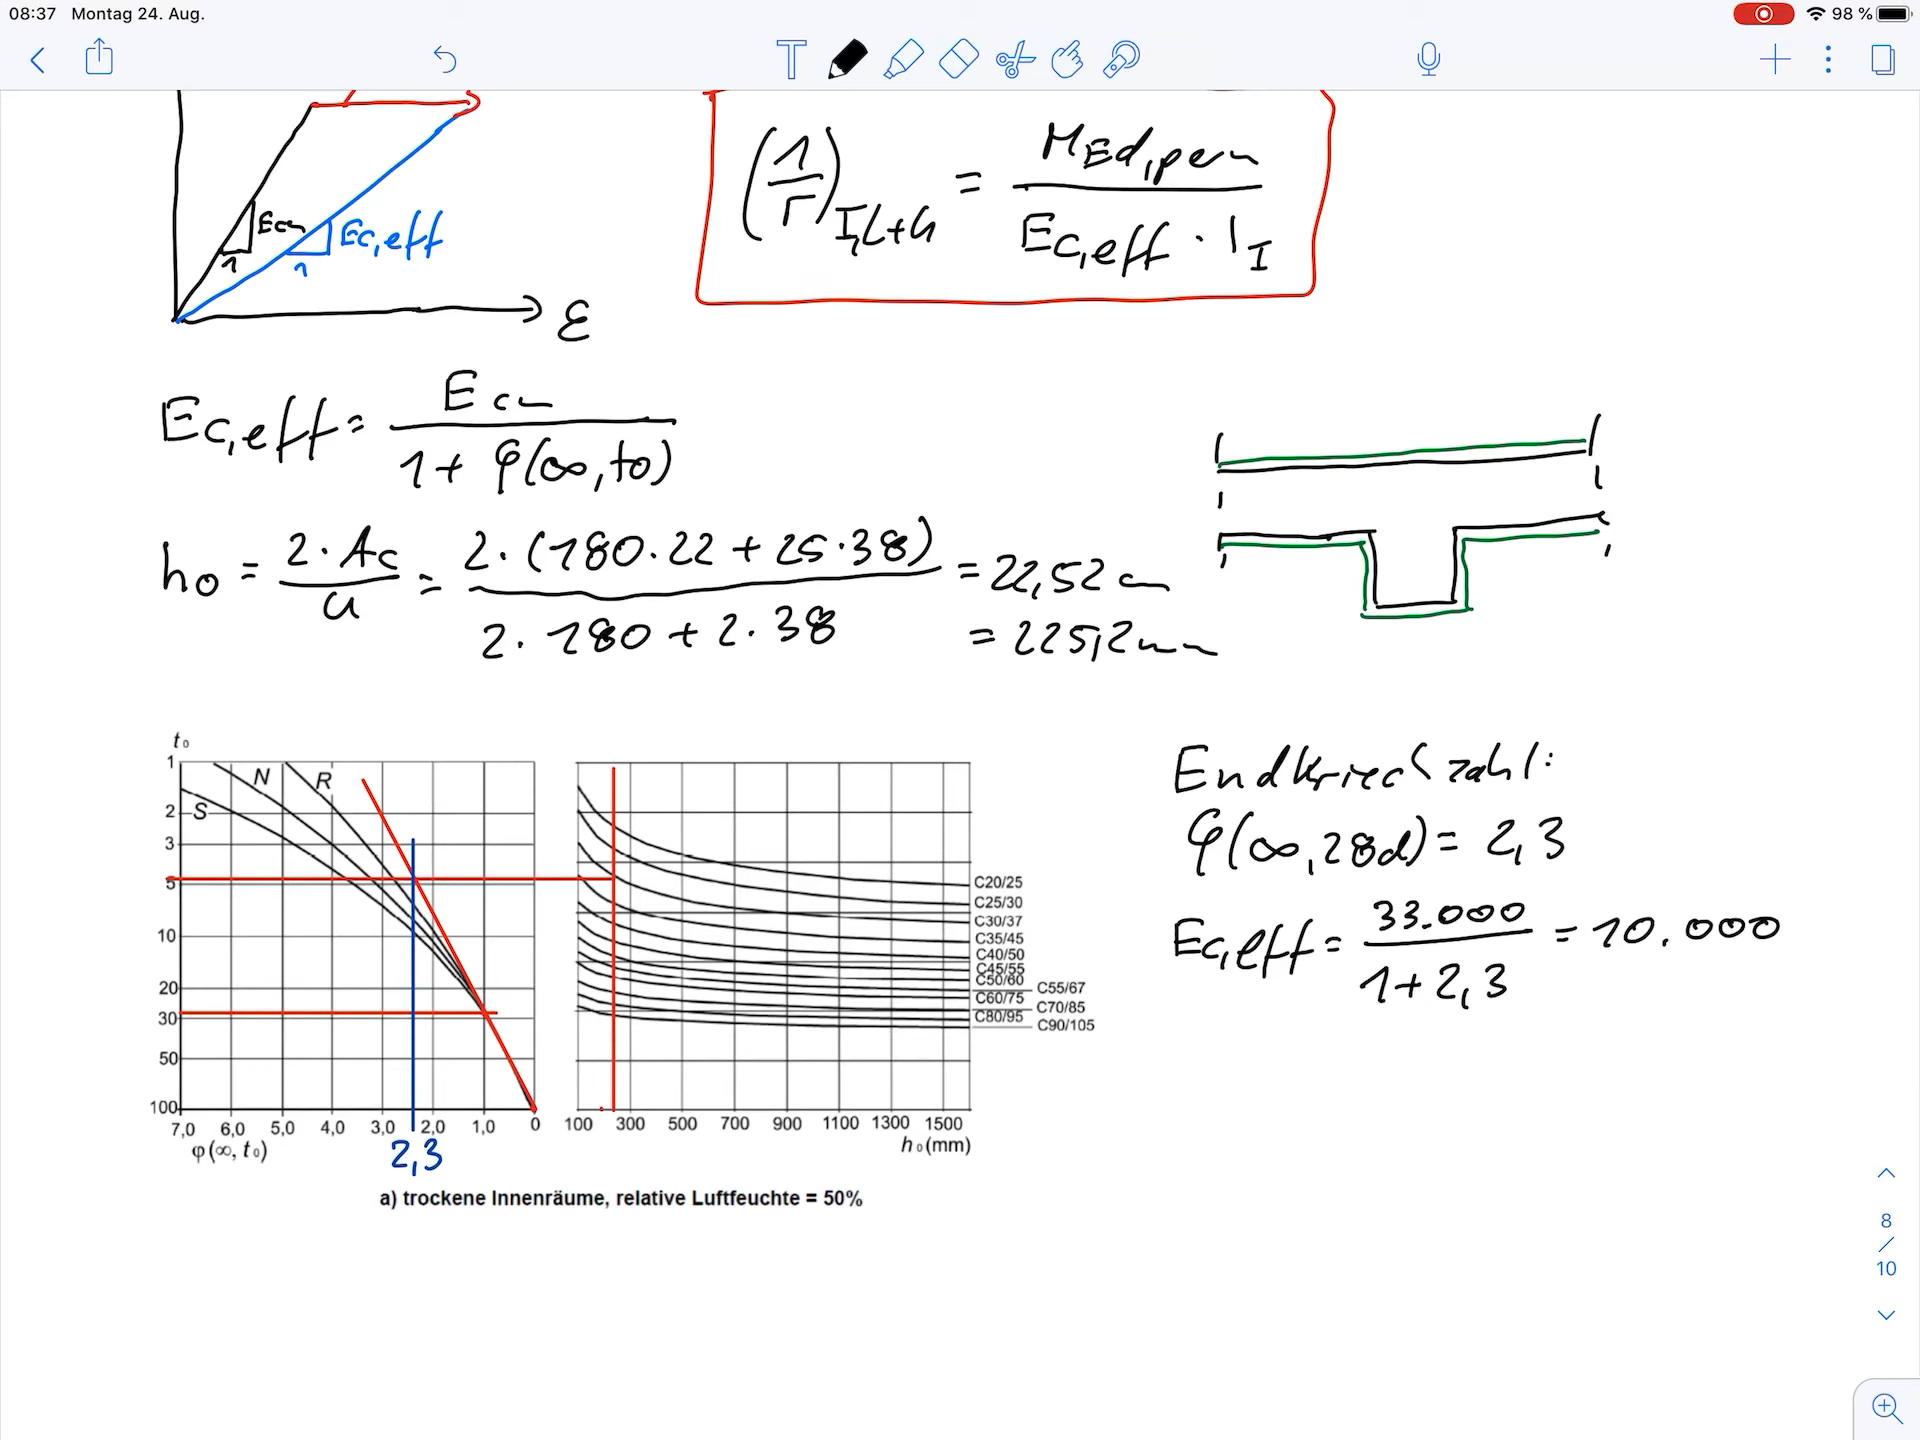 08:37 Montag 24. Aug.
98 %
T
Ecm
1
Ec,eff
1
ε
(1/r)I,k+G = MEd,perm / Ec,eff · II
Ec,eff = Ecm / 1 + φ(∞, to)
ho = 2 · Ac / u = 2 · (180 · 22 + 25 · 38) / 2 · 180 + 2 · 38 = 22,52 cm
= 225,2 mm
t0
1
2
3
5
10
20
30
50
100
S
N
R
7,0 6,0 5,0 4,0 3,0 2,0 1,0 0
φ(∞, t0)
2,3
C20/25
C25/30
C30/37
C35/45
C40/50
C45/55
C50/60
C55/67
C60/75
C70/85
C80/95
C90/105
100 300 500 700 900 1100 1300 1500
h0(mm)
a) trockene Innenräume, relative Luftfeuchte = 50%
Endkriechzahl:
φ(∞, 28d) = 2,3
Ec,eff = 33.000 / 1 + 2,3 = 10.000
8
/
10